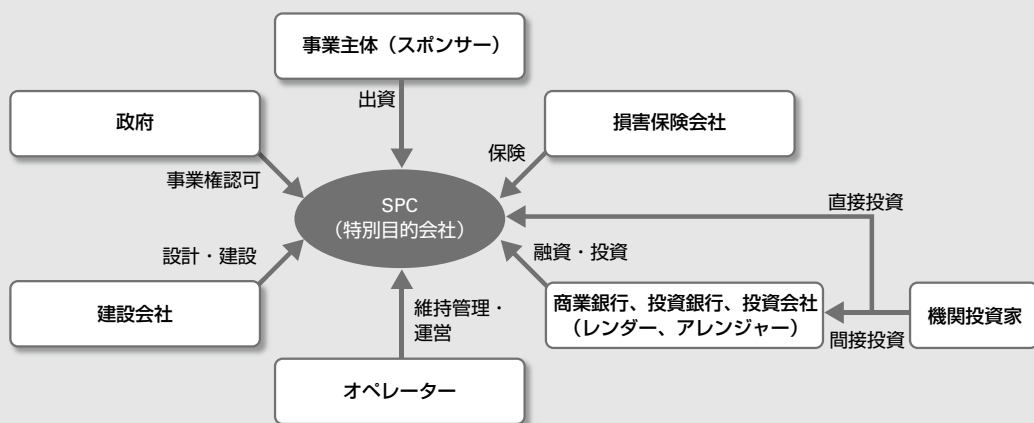 事業主体（スポンサー）
出資
政府
損害保険会社
保険
事業権認可
SPC
（特別目的会社）
直接投資
設計・建設
融資・投資
建設会社
維持管理・
運営
商業銀行、投資銀行、投資会社
（レンダー、アレンジャー）
機関投資家
間接投資
オペレーター